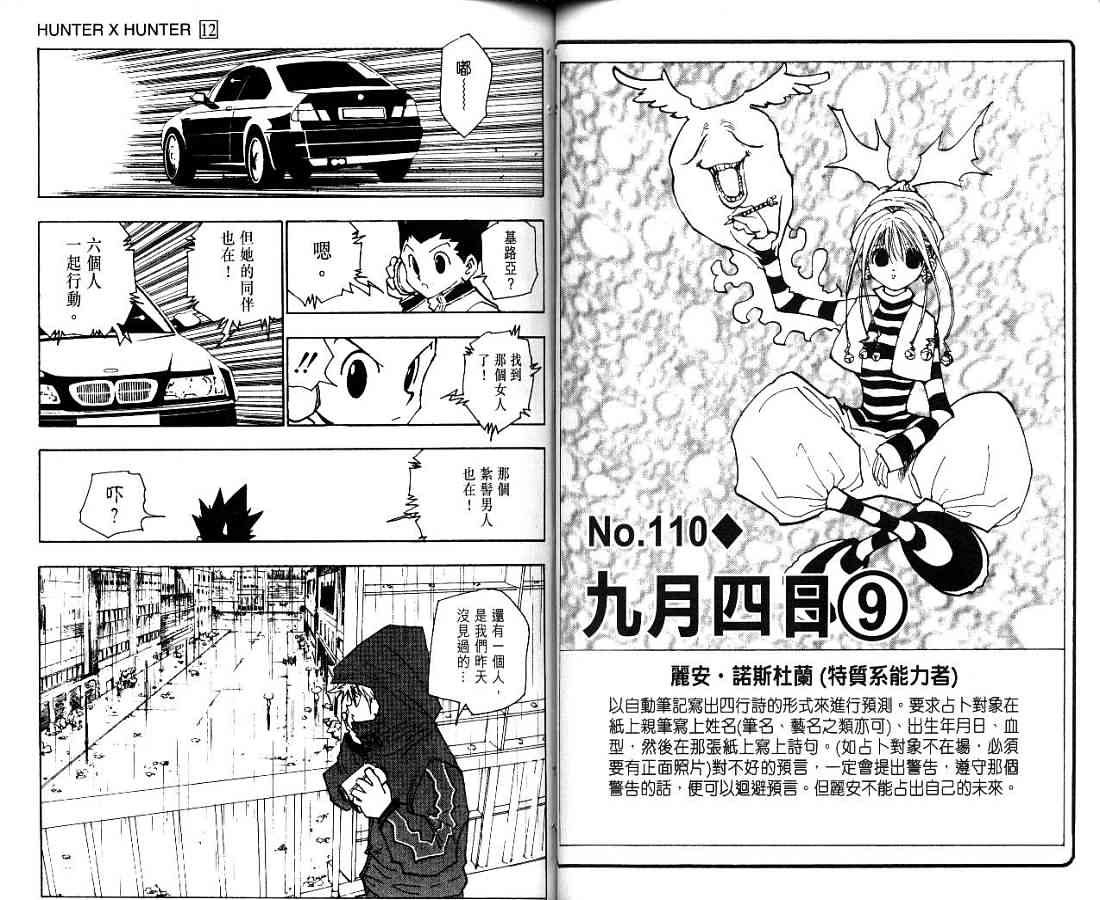 HUNTER X HUNTER 12
No.110◆
九月四日⑨
麗安・諾斯杜蘭 (特質系能力者)
以自動筆記寫出四行詩的形式來進行預測。要求占卜對象在
紙上親筆寫上姓名(筆名、藝名之類亦可)、出生年月日、血
型，然後在那張紙上寫上詩句。(如占卜對象不在場，必須
要有正面照片)對不好的預言，一定會提出警告，遵守那個
警告的話，便可以迴避預言。但麗安不能占出自己的未來。
嘟~~~~
基路亞？
嗯。
找到
那個女人
了！
!!
但她的同伴
也在！
六個人
一起行動。
那個
紮髻男人
也在！
吓？
還有一個人，
是我們昨天
沒見過的…